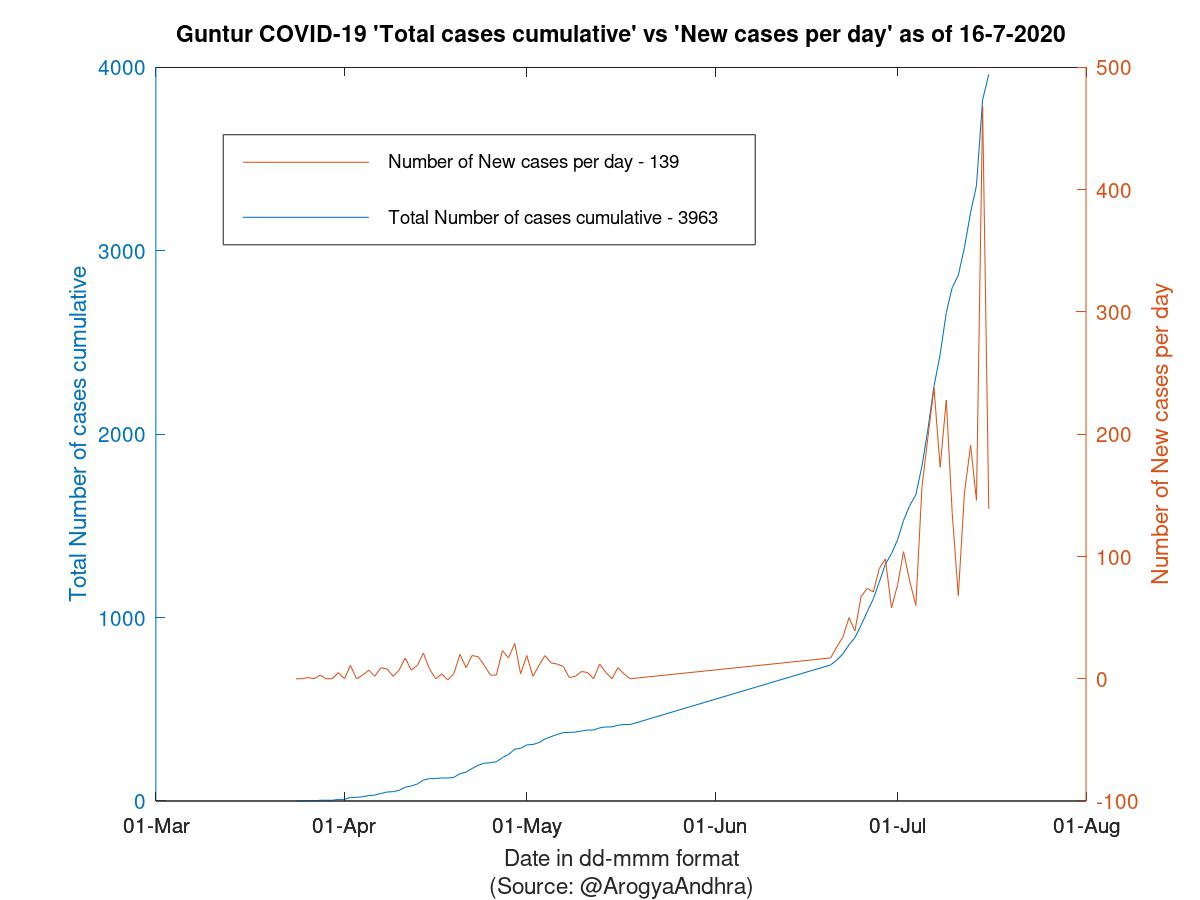 Guntur COVID-19 'Total cases cumulative' vs 'New cases per day' as of 16-7-2020
4000
3000
2000
1000
0
Total Number of cases cumulative
Number of New cases per day - 139
Total Number of cases cumulative - 3963
500
400
300
200
100
0
-100
Number of New cases per day
01-Mar 01-Apr 01-May 01-Jun 01-Jul 01-Aug
Date in dd-mmm format
(Source: @ArogyaAndhra)